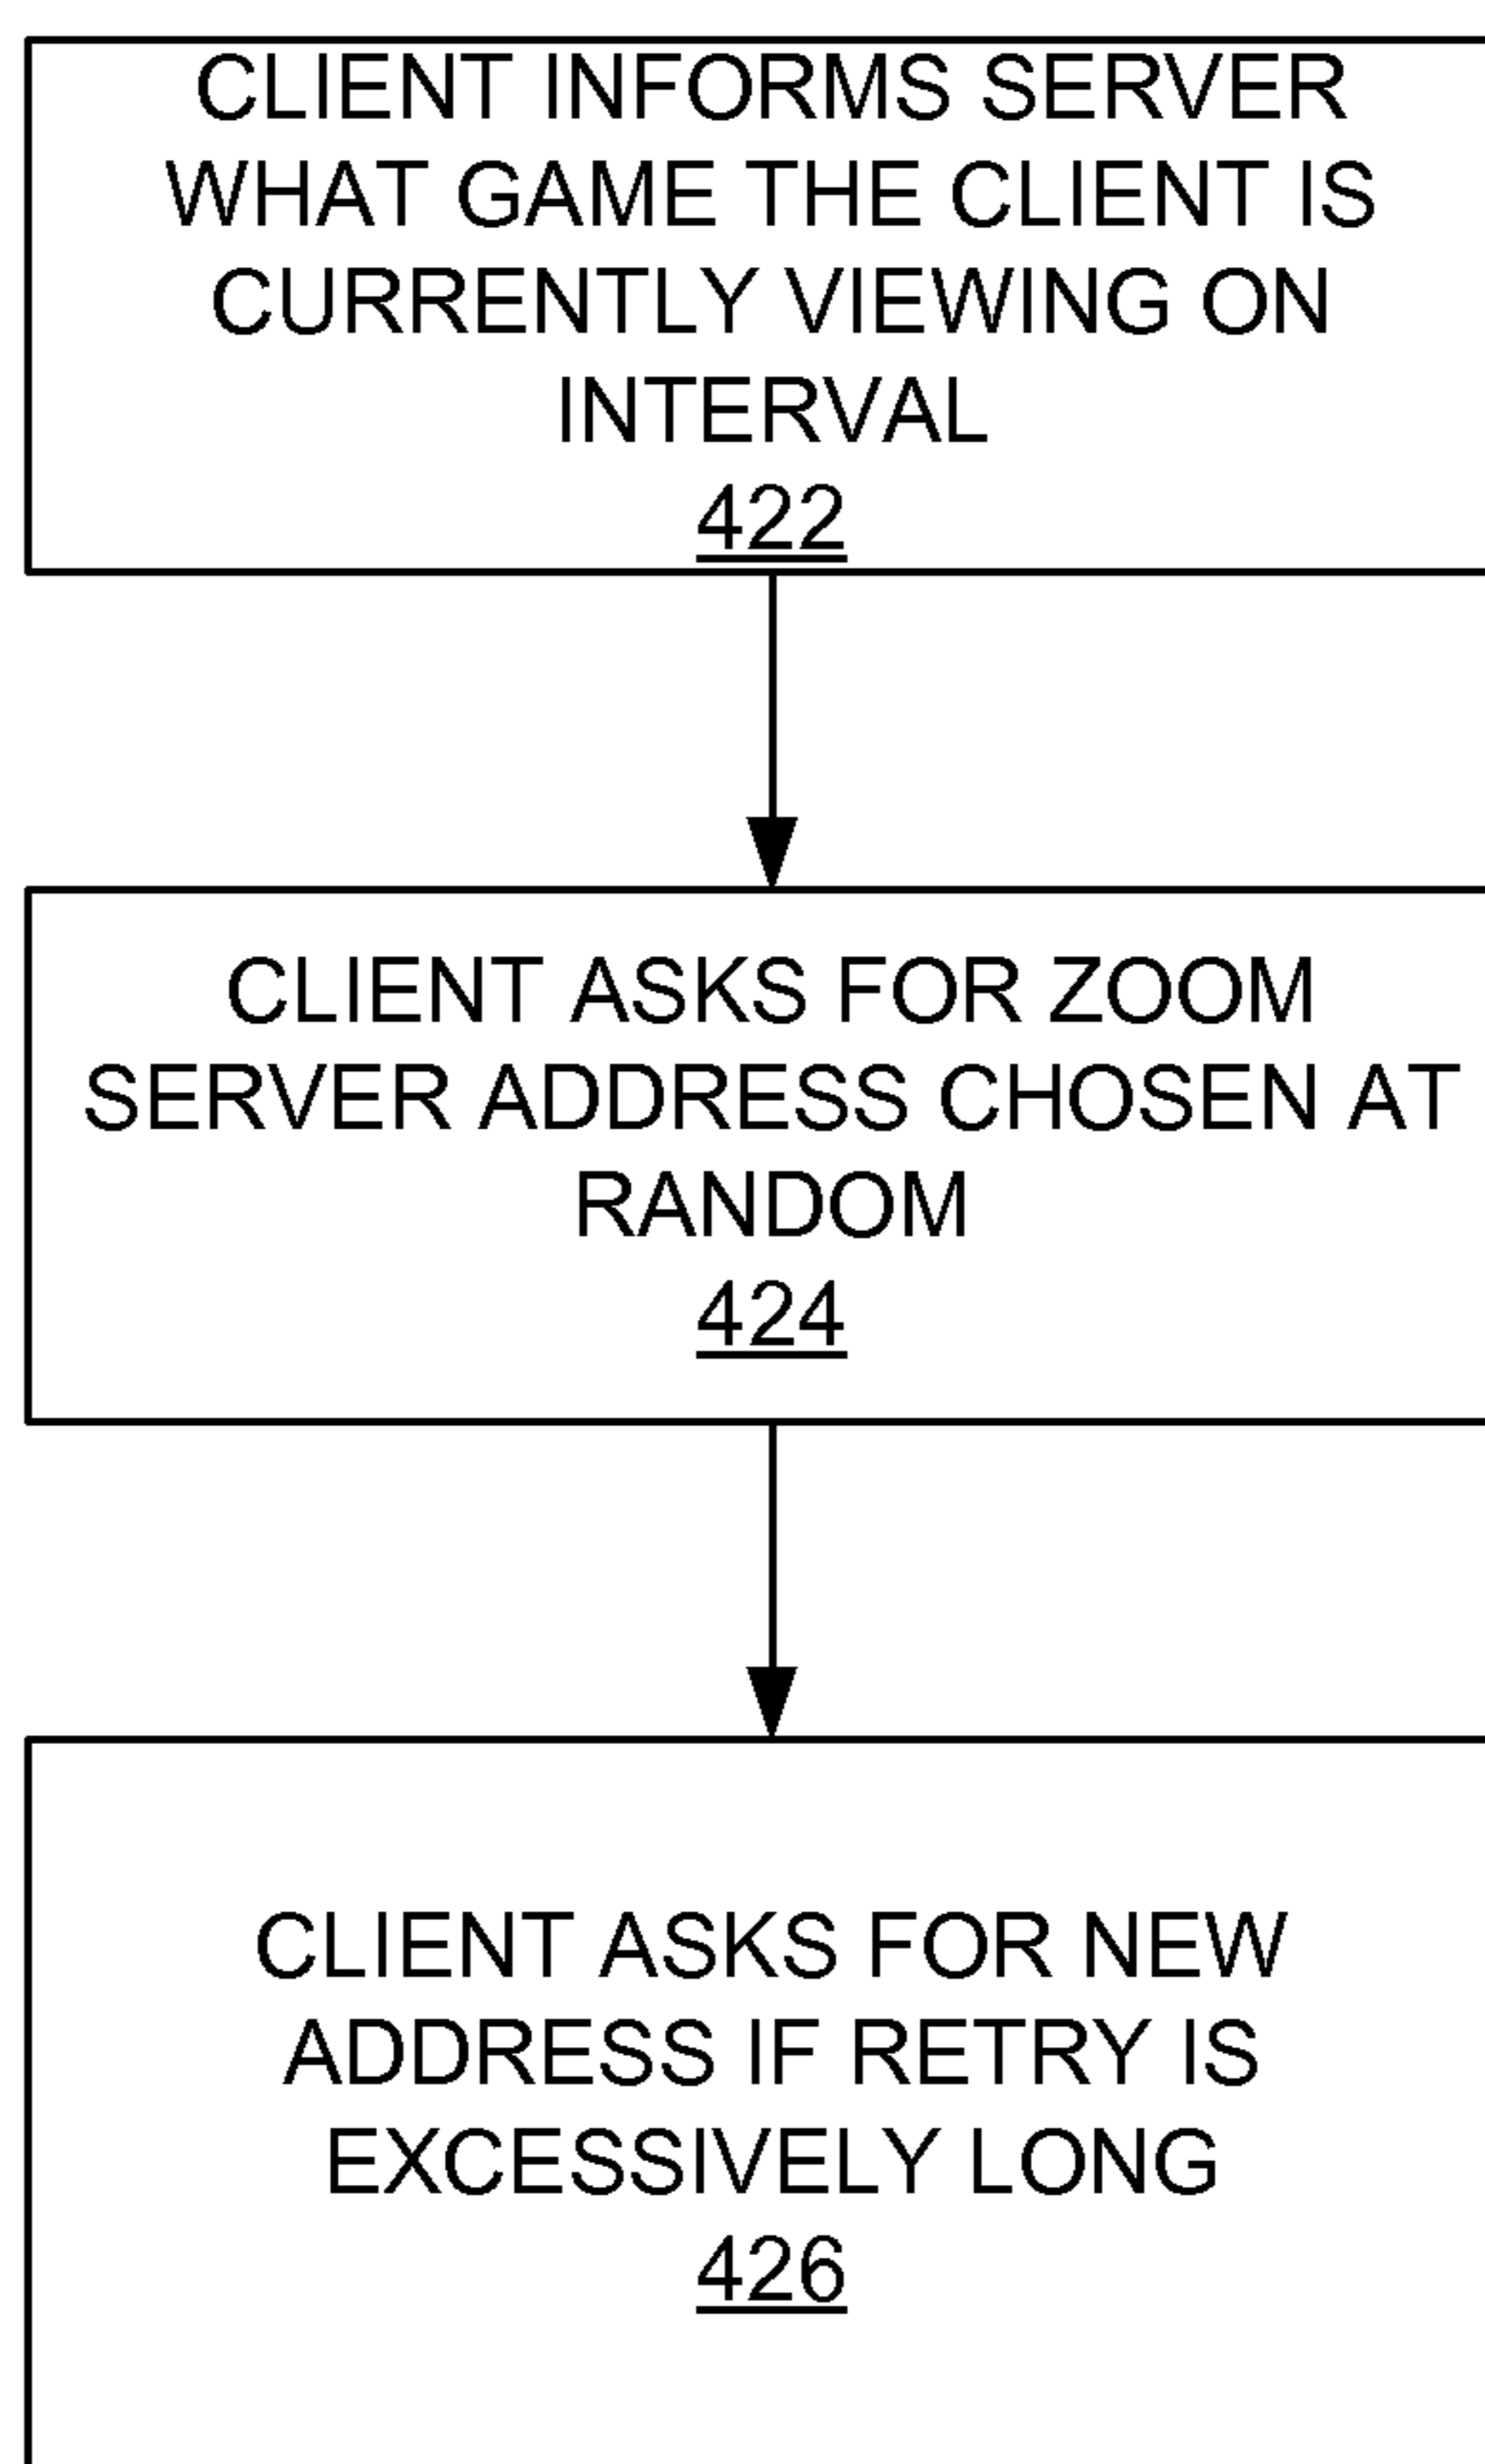 CLIENT INFORMS SERVER
WHAT GAME THE CLIENT IS
CURRENTLY VIEWING ON
INTERVAL
422
CLIENT ASKS FOR ZOOM
SERVER ADDRESS CHOSEN AT
RANDOM
424
CLIENT ASKS FOR NEW
ADDRESS IF RETRY IS
EXCESSIVELY LONG
426